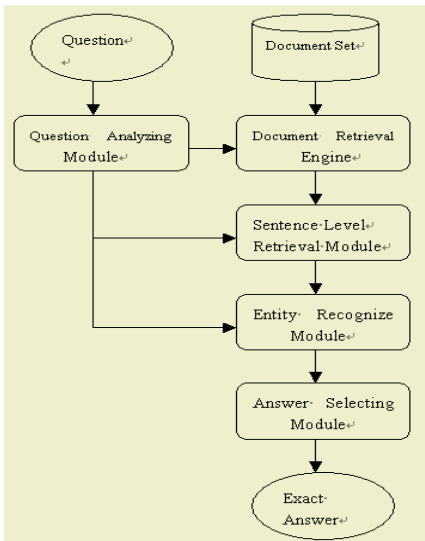 Question
Document Set
Question Analyzing
Module
Document Retrieval
Engine
Sentence Level
Retrieval Module
Entity Recognize
Module
Answer Selecting
Module
Exact
Answer